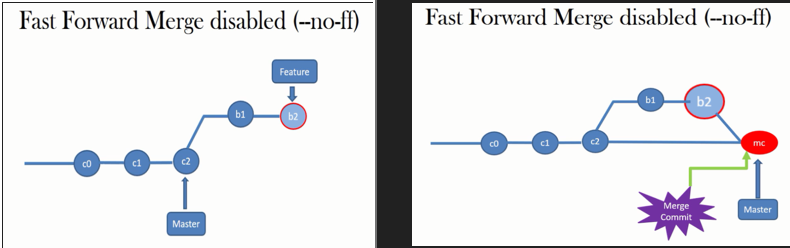 Fast Forward Merge disabled (--no-ff)
Feature
b1
b2
c0
c1
c2
Master
Fast Forward Merge disabled (--no-ff)
b1
b2
c0
c1
c2
mc
Merge
Commit
Master